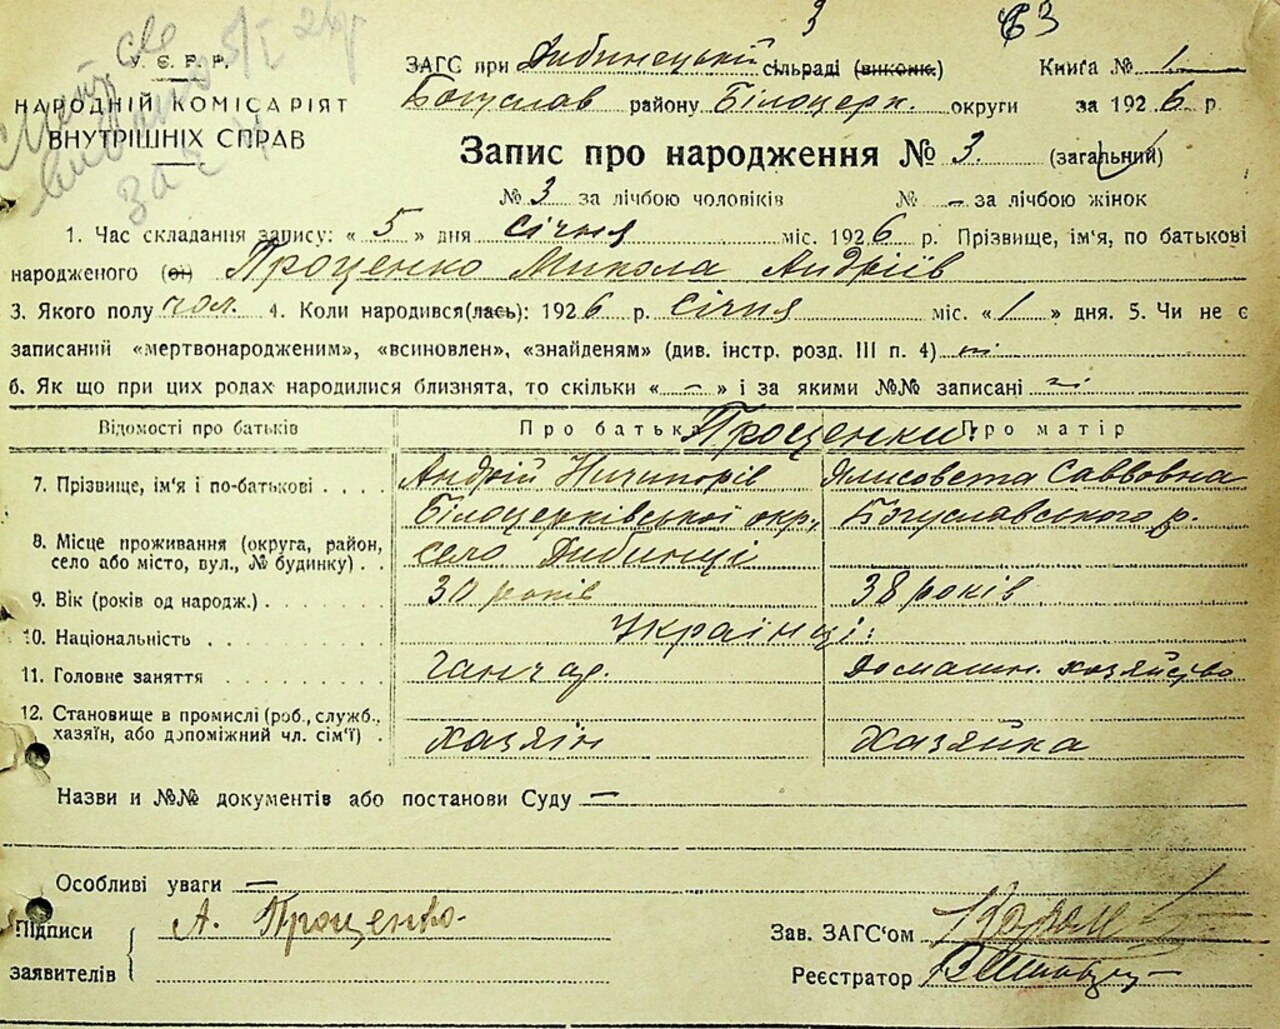 3 63
У.С.Р.Р.
НАРОДНІЙ КОМІСАРІЯТ
ВНУТРІШНІХ СПРАВ
ЗАГС при Дибинецькій сільраді (виконк.) Книга № 1
Богуслав району Білоцерк. округи за 1926 р.
Запис про народження № 3. (загальний)
№ 3 за лічбою чоловіків № – за лічбою жінок
1. Час складання запису: « 5 » дня січня міс. 1926 р. Прізвище, ім'я, по батькові
народженого (ої) Проценко Микола Андріїв
3. Якого полу чол. 4. Коли народився(лась): 1926 р. січня міс. « 1 » дня. 5. Чи не є
записаний «мертвонародженим», «всиновлен», «знайденям» (див. інстр. розд. III п. 4) ні
6. Як що при цих родах народилися близнята, то скільки « – » і за якими №№ записані ні
Відомості про батьків Про батька Проценки: Про матір
7. Прізвище, ім'я і по-батькові Андрій Ничипорів Ялисовета Саввовна
Білоцерківської окр., Богуславського р.
8. Місце проживання (округа, район,
село або місто, вул., № будинку) село Дибинці
9. Вік (років од народж.) 30 років 38 років
10. Національність Українці:
11. Головне заняття Ганчар. Домашн. хозяйство
12. Становище в промислі (роб., служб.,
хазяїн, або допоміжний чл. сім'ї) хазяїн Хазяйка
Назви и №№ документів або постанови Суду —
Особливі уваги —
Підписи А. Проценко
заявителів
Зав. ЗАГС'ом
Реєстратор